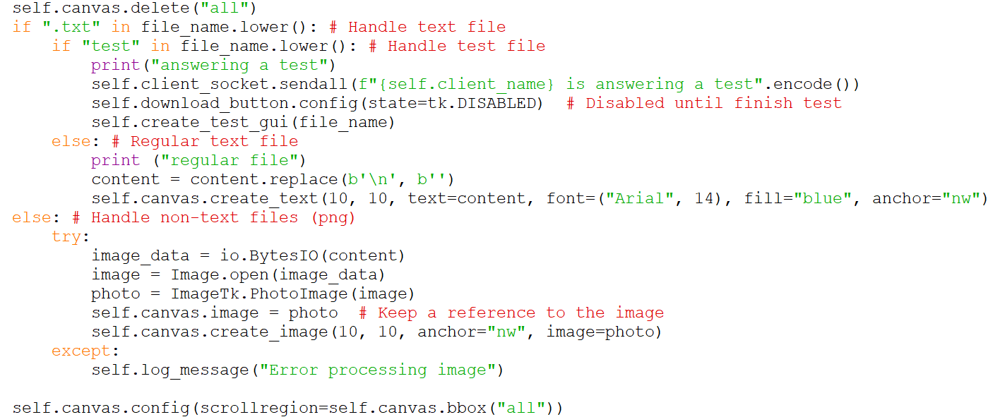 self.canvas.delete("all")
if ".txt" in file_name.lower(): # Handle text file
    if "test" in file_name.lower(): # Handle test file
        print("answering a test")
        self.client_socket.sendall(f"{self.client_name} is answering a test".encode())
        self.download_button.config(state=tk.DISABLED)  # Disabled until finish test
        self.create_test_gui(file_name)
    else: # Regular text file
        print ("regular file")
        content = content.replace(b'\n', b'')
        self.canvas.create_text(10, 10, text=content, font=("Arial", 14), fill="blue", anchor="nw")
else: # Handle non-text files (png)
    try:
        image_data = io.BytesIO(content)
        image = Image.open(image_data)
        photo = ImageTk.PhotoImage(image)
        self.canvas.image = photo  # Keep a reference to the image
        self.canvas.create_image(10, 10, anchor="nw", image=photo)
    except:
        self.log_message("Error processing image")

self.canvas.config(scrollregion=self.canvas.bbox("all"))